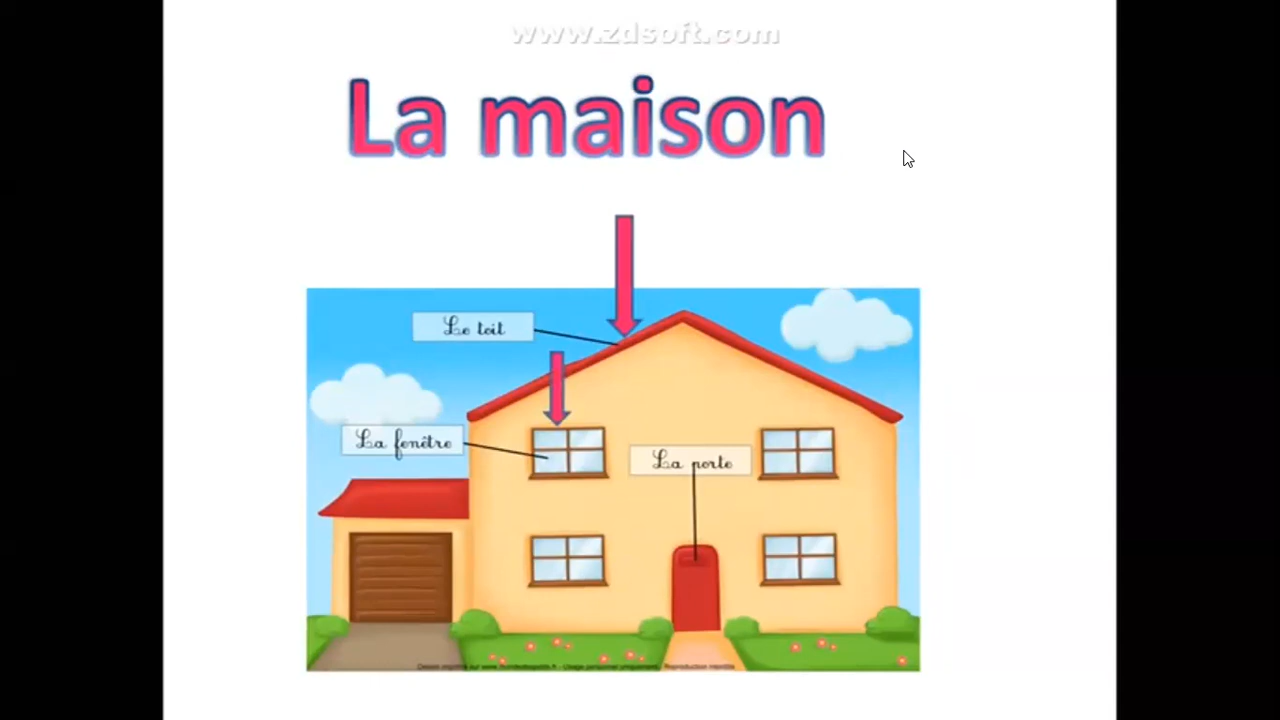 www.zdsoft.com
La maison
Le toit
La fenêtre
La porte